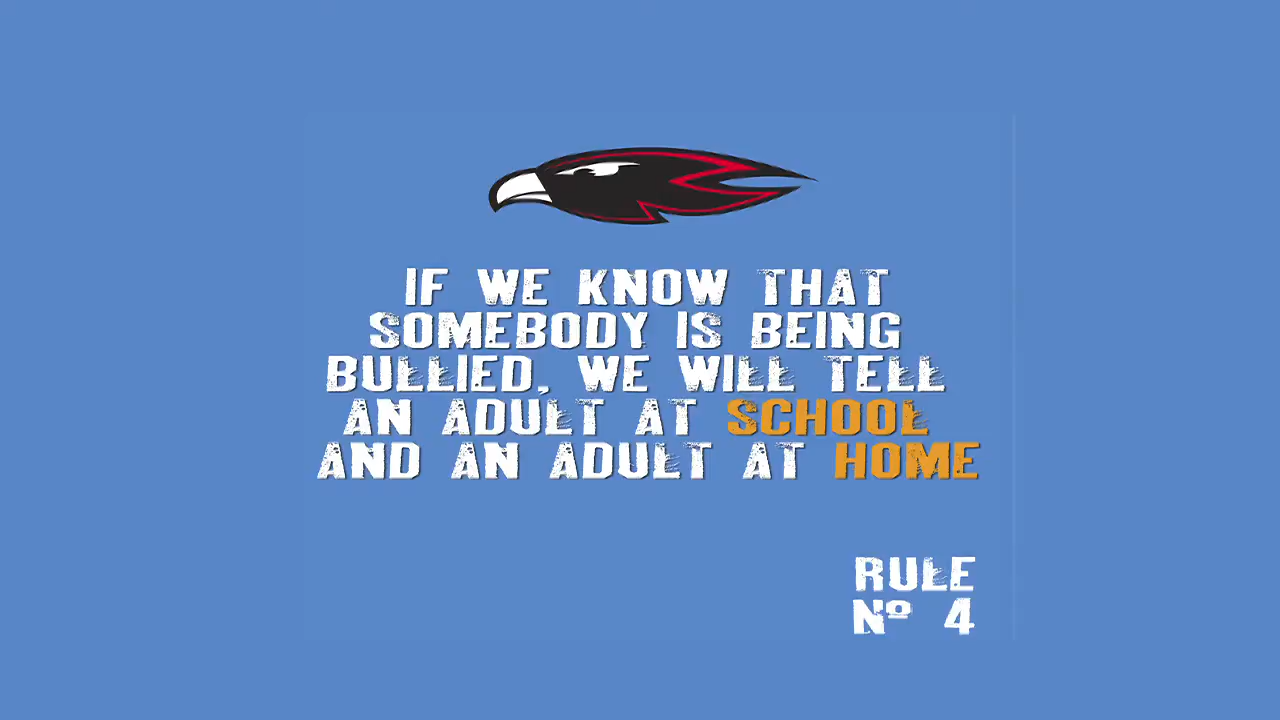 IF WE KNOW THAT
SOMEBODY IS BEING
BULLIED, WE WILL TELL
AN ADULT AT SCHOOL
AND AN ADULT AT HOME
RULE
Nº 4